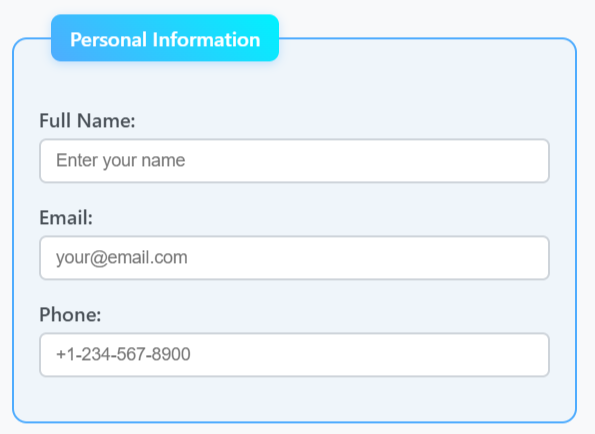 Personal Information
Full Name:
Enter your name
Email:
your@email.com
Phone:
+1-234-567-8900